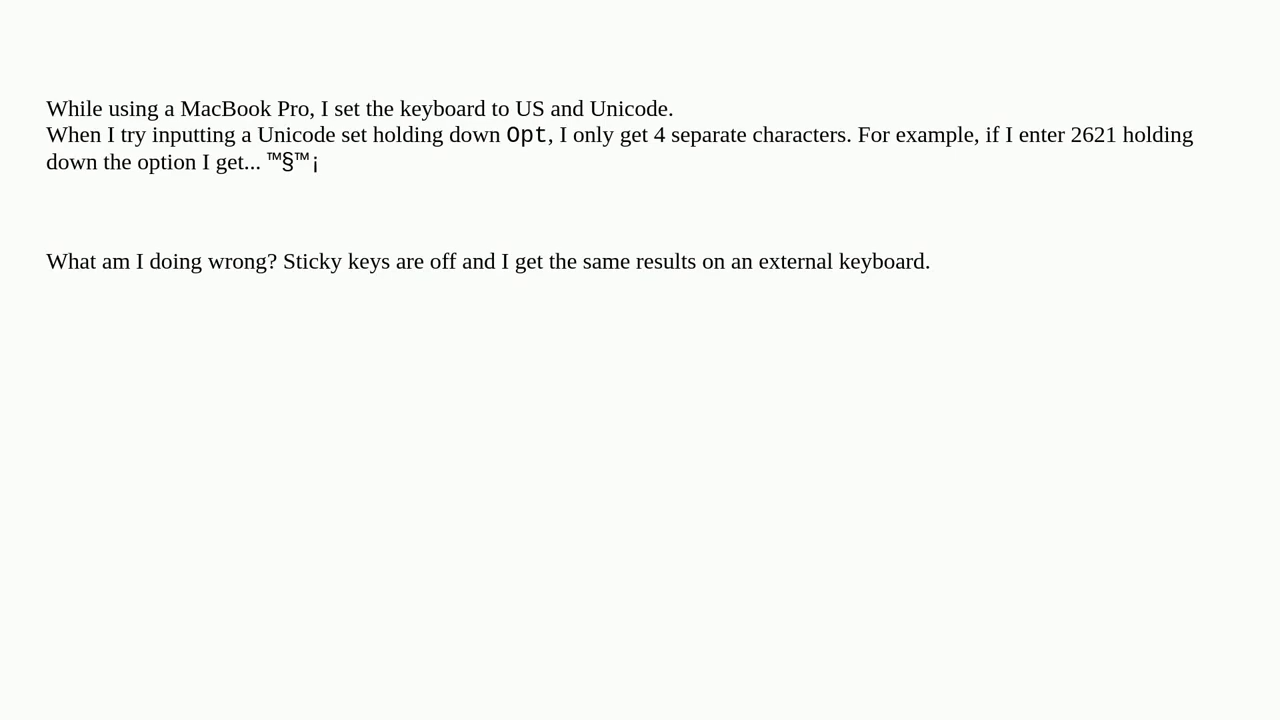 While using a MacBook Pro, I set the keyboard to US and Unicode.
When I try inputting a Unicode set holding down Opt, I only get 4 separate characters. For example, if I enter 2621 holding
down the option I get... ™§™¡
What am I doing wrong? Sticky keys are off and I get the same results on an external keyboard.